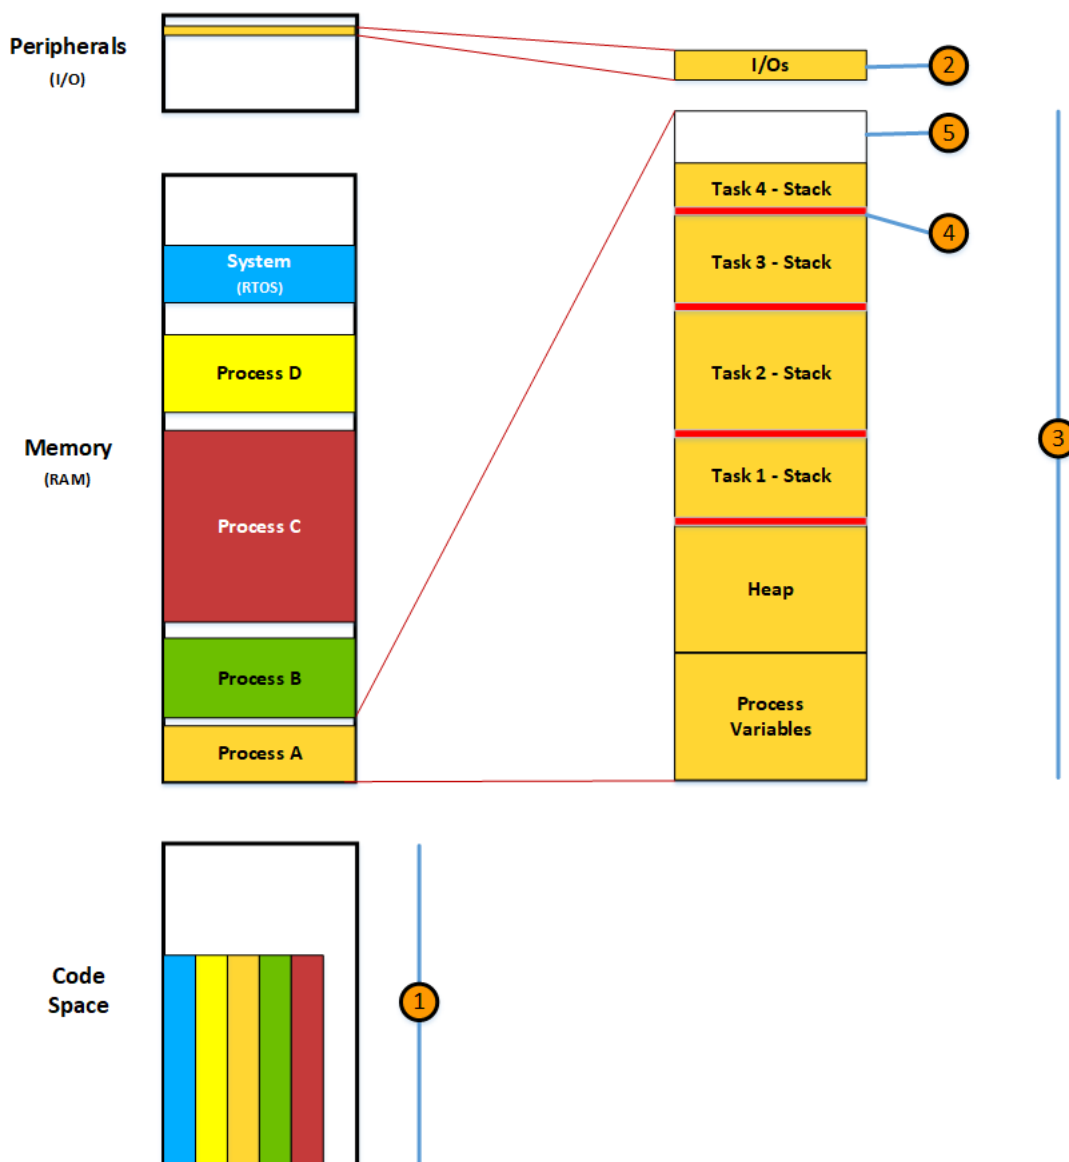 Peripherals
(I/O)
I/Os
2
5
Task 4 - Stack
4
System
(RTOS)
Task 3 - Stack
Process D
Task 2 - Stack
Memory
(RAM)
3
Task 1 - Stack
Process C
Heap
Process B
Process
Variables
Process A
Code
Space
1